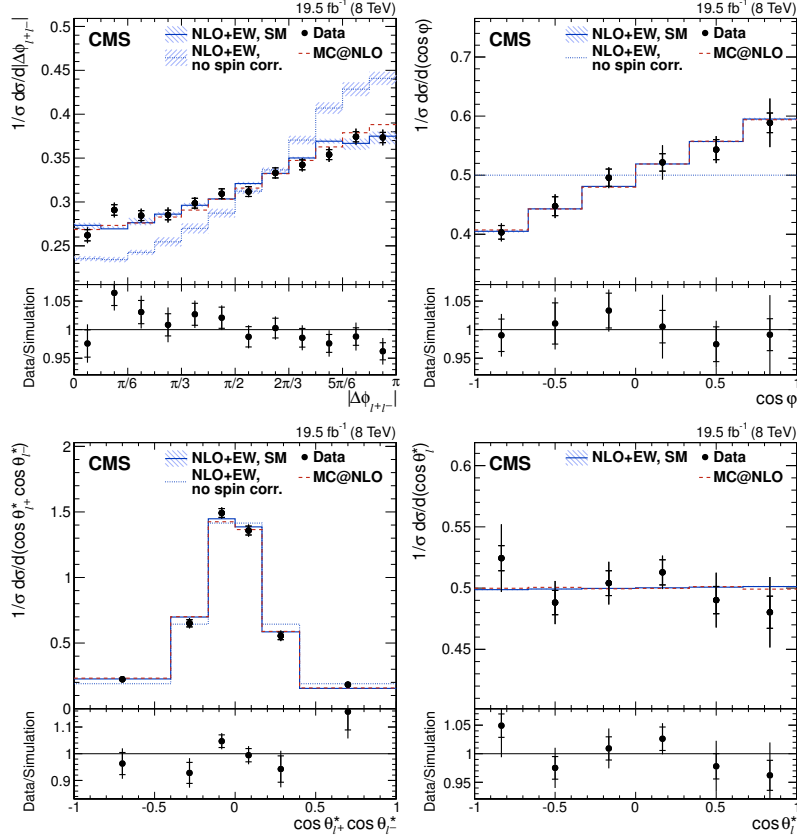 19.5 fb⁻¹ (8 TeV)
CMS
NLO+EW, SM
Data
NLO+EW,
no spin corr.
MC@NLO
1/σ dσ/d|Δϕ_{l+l−}|
0.45
0.4
0.35
0.3
0.25
0
Data/Simulation
1.05
1
0.95
0 π/6 π/3 π/2 2π/3 5π/6 π
|Δϕ_{l+l−}|
19.5 fb⁻¹ (8 TeV)
CMS
NLO+EW, SM
Data
NLO+EW,
no spin corr.
MC@NLO
1/σ dσ/d(cos φ)
0.7
0.6
0.5
0.4
Data/Simulation
1.05
1
0.95
-1 -0.5 0 0.5 1
cos φ
19.5 fb⁻¹ (8 TeV)
CMS
NLO+EW, SM
Data
NLO+EW,
no spin corr.
MC@NLO
1/σ dσ/d(cos θ*_{l+} cos θ*_{l−})
2
1.5
1
0.5
0
Data/Simulation
1.1
1
0.9
-1 -0.5 0 0.5 1
cos θ*_{l+} cos θ*_{l−}
19.5 fb⁻¹ (8 TeV)
CMS
NLO+EW, SM
Data
MC@NLO
1/σ dσ/d(cos θ*_l)
0.6
0.55
0.5
0.45
Data/Simulation
1.05
1
0.95
-1 -0.5 0 0.5 1
cos θ*_l